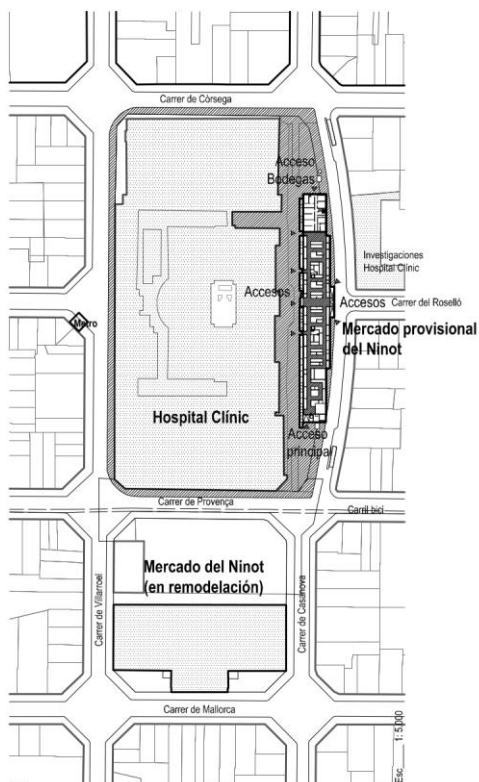 Carrer de Còrsega
Acceso
Bodegas
Investigaciones
Hospital Clínic
Accesos
Accesos
Carrer del Roselló
Metro
Mercado provisional
del Ninot
Hospital Clínic
Acceso
principal
Carrer de Provença
Carril bici
Mercado del Ninot
(en remodelación)
Carrer de Villarroel
Carrer de Casanova
Carrer de Mallorca
Esc___ 1: 5.000